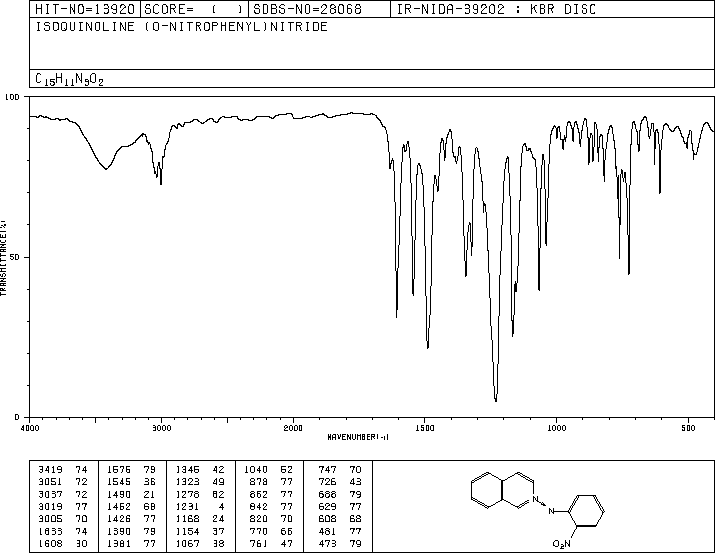 HIT-NO=13920 SCORE= ( ) SDBS-NO=28068 IR-NIDA-39202 : KBR DISC
ISOQUINOLINE (O-NITROPHENYL)NITRIDE
C15H11N3O2
100
50
0
TRANSMITTANCE(%)
4000 3000 2000 1500 1000 500
WAVENUMBER(-1)
3419 74 1576 79 1346 42 1040 52 747 70
3051 72 1545 36 1323 49 878 77 726 43
3037 72 1490 21 1278 62 862 77 688 79
3019 77 1452 68 1231 4 842 77 629 77
3005 70 1426 77 1168 24 820 70 608 68
1633 74 1390 79 1154 37 770 66 481 77
1608 30 1381 77 1067 38 761 47 473 79
N
N
O2N